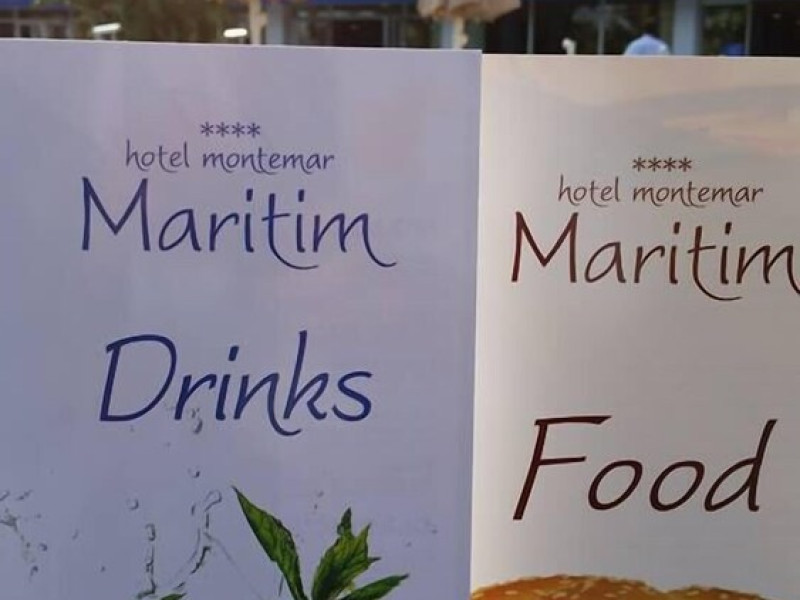 ****
hotel montemar
Maritim
Drinks
****
hotel montemar
Maritim
Food